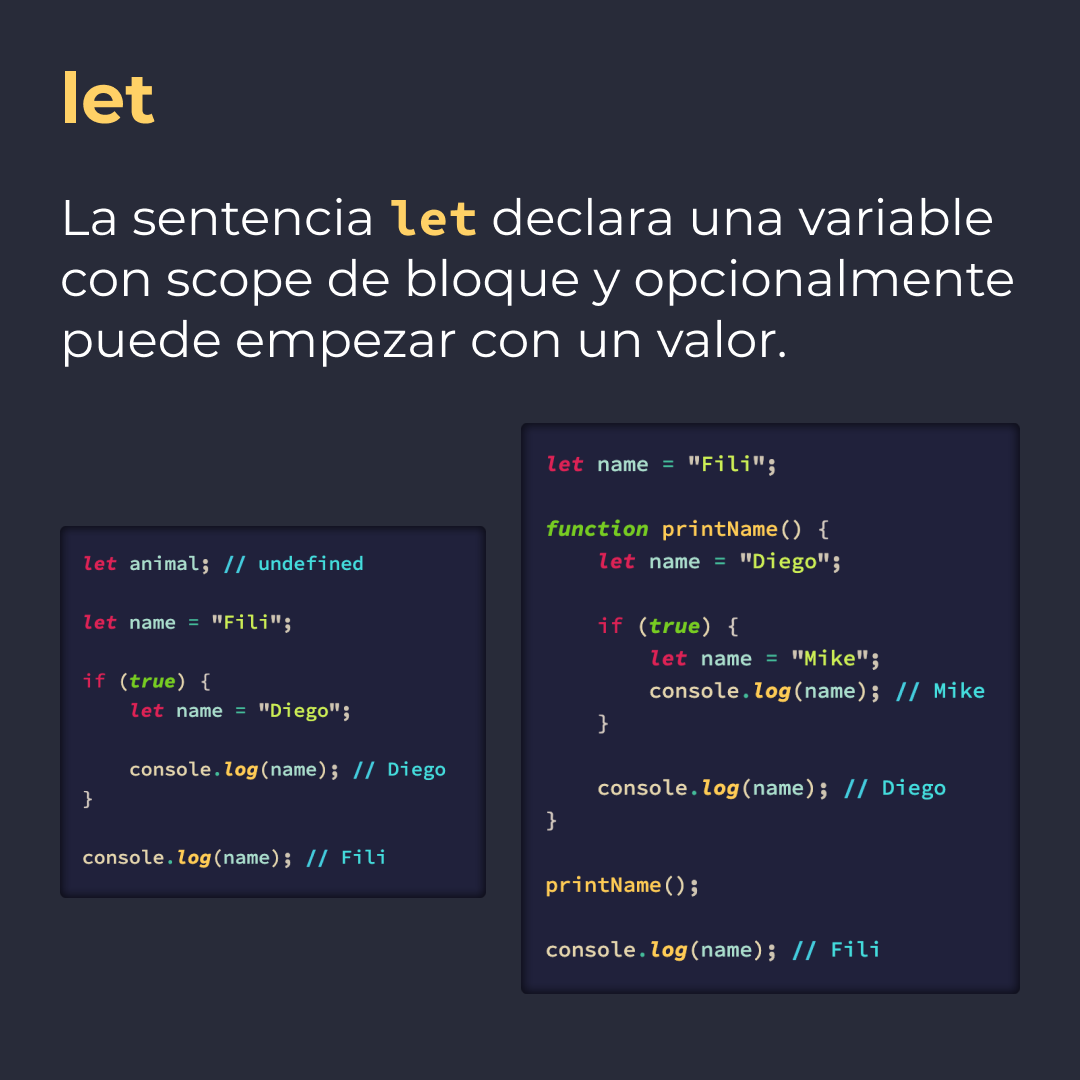 let
La sentencia let declara una variable
con scope de bloque y opcionalmente
puede empezar con un valor.
let animal; // undefined
let name = "Fili";
if (true) {
    let name = "Diego";
    console.log(name); // Diego
}
console.log(name); // Fili
let name = "Fili";
function printName() {
    let name = "Diego";
    if (true) {
        let name = "Mike";
        console.log(name); // Mike
    }
    console.log(name); // Diego
}
printName();
console.log(name); // Fili